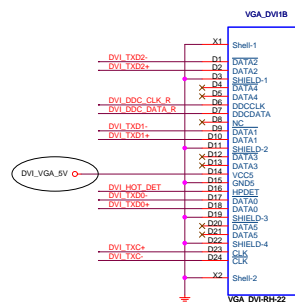 VGA_DVI1B
X1 Shell-1
DVI_TXD2- D1 DATA2
DVI_TXD2+ D2 DATA2
D3 SHIELD-1
D4 DATA4
D5 DATA4
DVI_DDC_CLK_R D6 DDCCLK
DVI_DDC_DATA_R D7 DDCDATA
D8 NC
DVI_TXD1- D9 DATA1
DVI_TXD1+ D10 DATA1
D11 SHIELD-2
D12 DATA3
D13 DATA3
DVI_VGA_5V D14 VCC5
D15 GND5
DVI_HOT_DET D16 HPDET
DVI_TXD0- D17 DATA0
DVI_TXD0+ D18 DATA0
D19 SHIELD-3
D20 DATA5
D21 DATA5
D22 SHIELD-4
DVI_TXC+ D23 CLK
DVI_TXC- D24 CLK
X2 Shell-2
VGA_DVI-RH-22